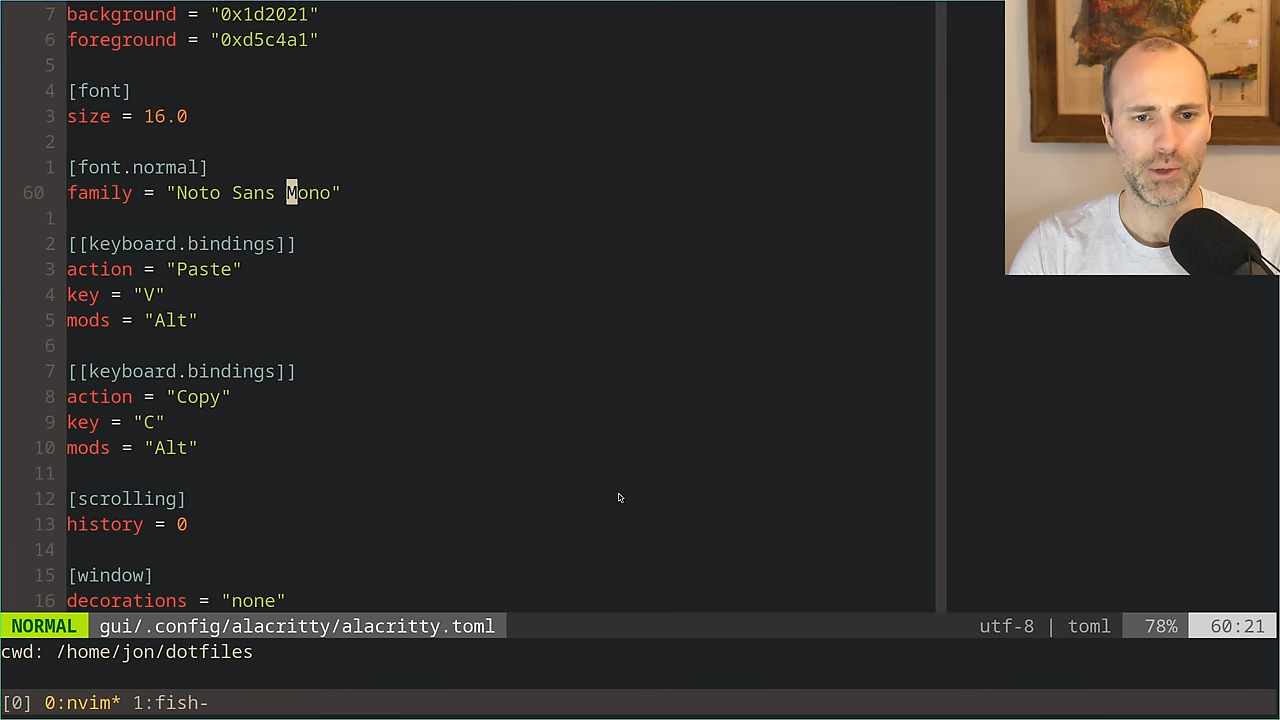 7 background = "0x1d2021"
6 foreground = "0xd5c4a1"
5
4 [font]
3 size = 16.0
2
1 [font.normal]
60 family = "Noto Sans Mono"
1
2 [[keyboard.bindings]]
3 action = "Paste"
4 key = "V"
5 mods = "Alt"
6
7 [[keyboard.bindings]]
8 action = "Copy"
9 key = "C"
10 mods = "Alt"
11
12 [scrolling]
13 history = 0
14
15 [window]
16 decorations = "none"
NORMAL gui/.config/alacritty/alacritty.toml utf-8 | toml 78% 60:21
cwd: /home/jon/dotfiles
[0] 0:nvim* 1:fish-